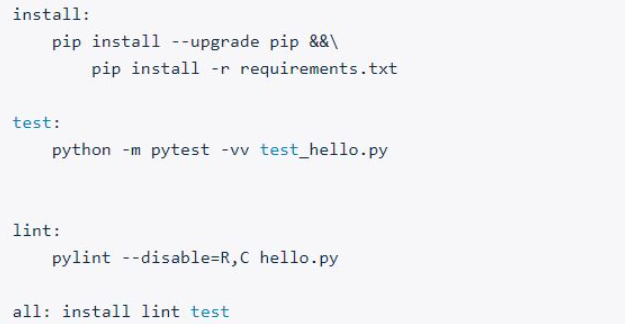 install:
    pip install --upgrade pip &&\
        pip install -r requirements.txt
test:
    python -m pytest -vv test_hello.py
lint:
    pylint --disable=R,C hello.py
all: install lint test